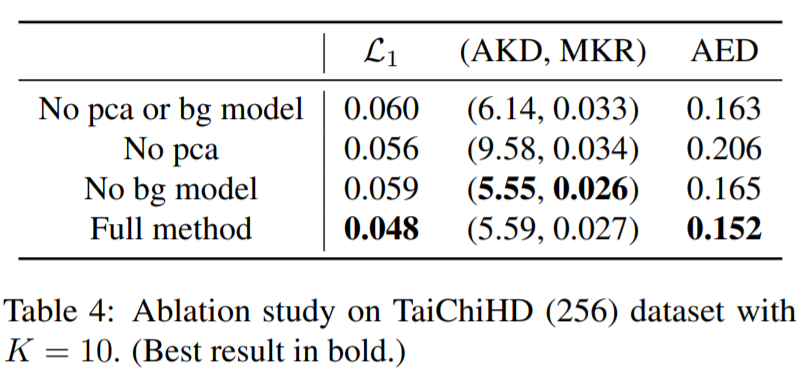 ℒ₁ (AKD, MKR) AED
No pca or bg model 0.060 (6.14, 0.033) 0.163
No pca 0.056 (9.58, 0.034) 0.206
No bg model 0.059 (5.55, 0.026) 0.165
Full method 0.048 (5.59, 0.027) 0.152
Table 4: Ablation study on TaiChiHD (256) dataset with
K = 10. (Best result in bold.)